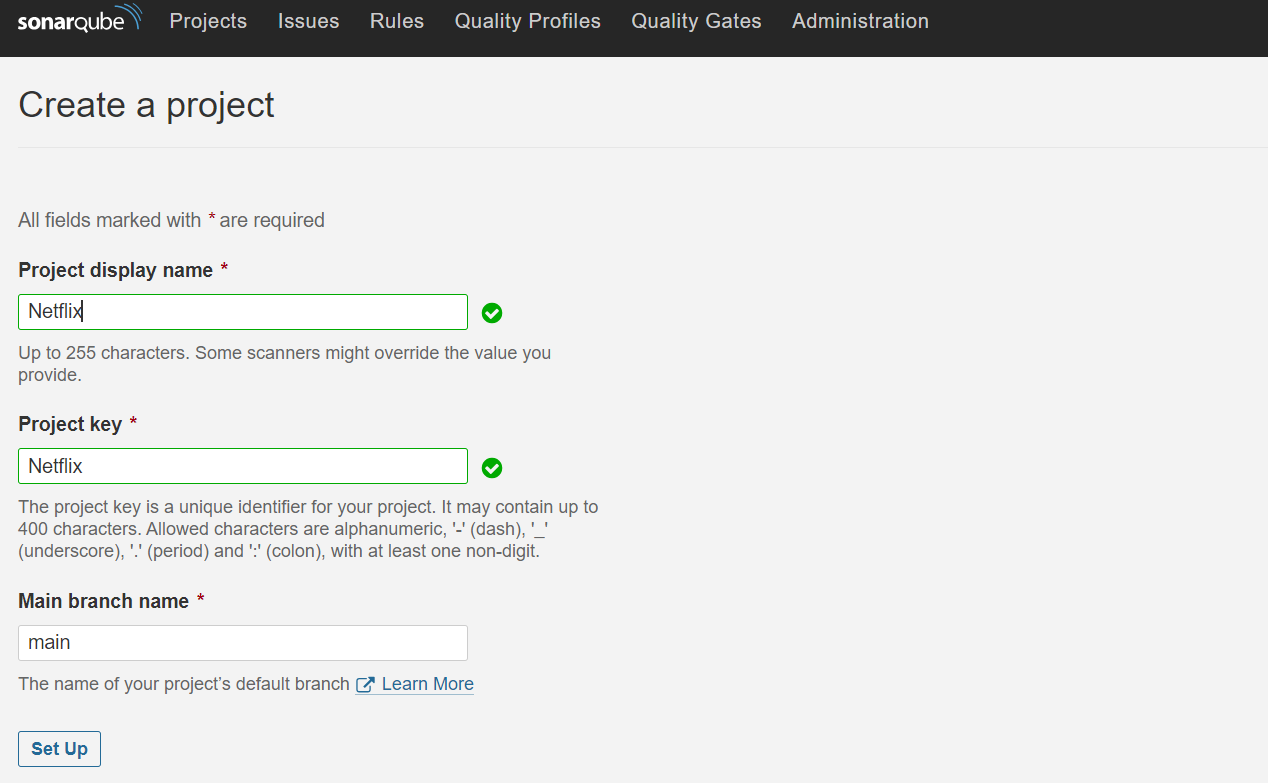 sonarqube Projects Issues Rules Quality Profiles Quality Gates Administration
Create a project
All fields marked with * are required
Project display name *
Netflix
Up to 255 characters. Some scanners might override the value you
provide.
Project key *
Netflix
The project key is a unique identifier for your project. It may contain up to
400 characters. Allowed characters are alphanumeric, '-' (dash), '_'
(underscore), '.' (period) and ':' (colon), with at least one non-digit.
Main branch name *
main
The name of your project's default branch Learn More
Set Up